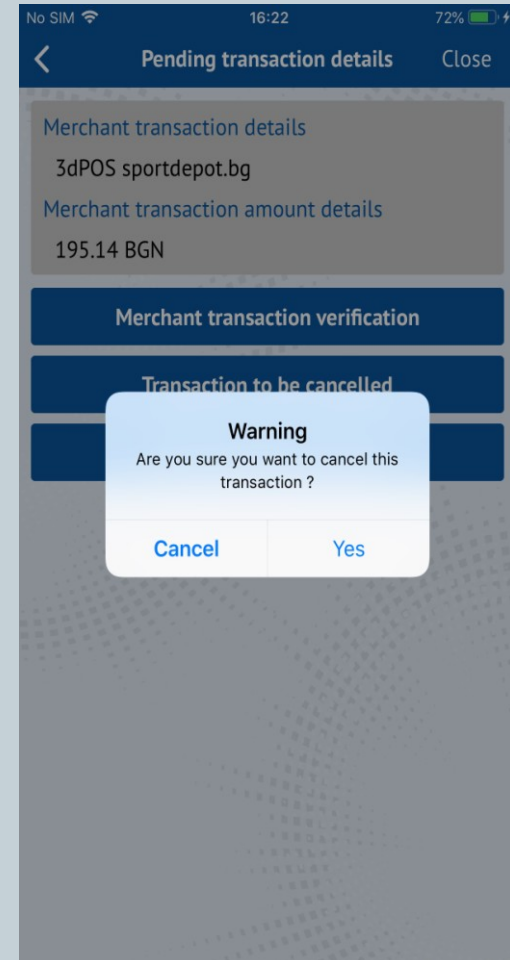 No SIM 16:22 72%
Pending transaction details Close
Merchant transaction details
3dPOS sportdepot.bg
Merchant transaction amount details
195.14 BGN
Merchant transaction verification
Transaction to be cancelled
Warning
Are you sure you want to cancel this
transaction ?
Cancel Yes